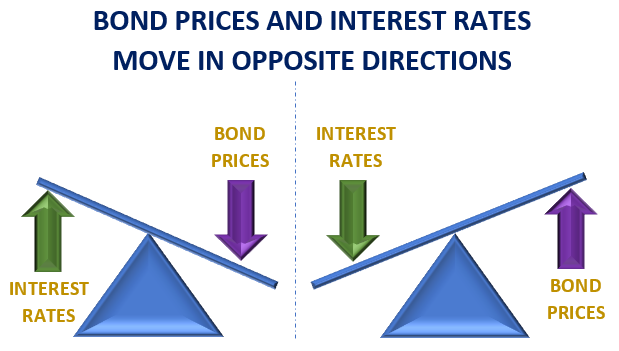 BOND PRICES AND INTEREST RATES
MOVE IN OPPOSITE DIRECTIONS
BOND
PRICES
INTEREST
RATES
INTEREST
RATES
BOND
PRICES